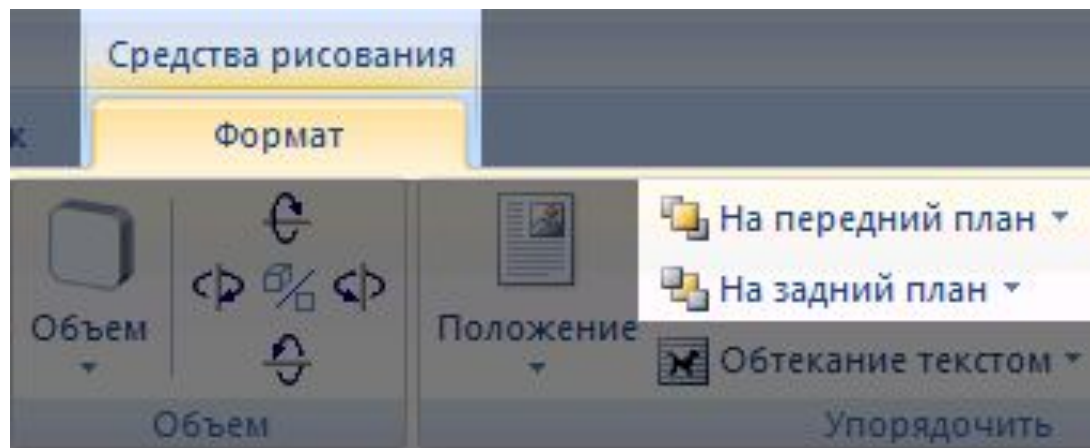 Средства рисования
Формат
На передний план
На задний план
Объем
Положение
Обтекание текстом
Объем
Упорядочить